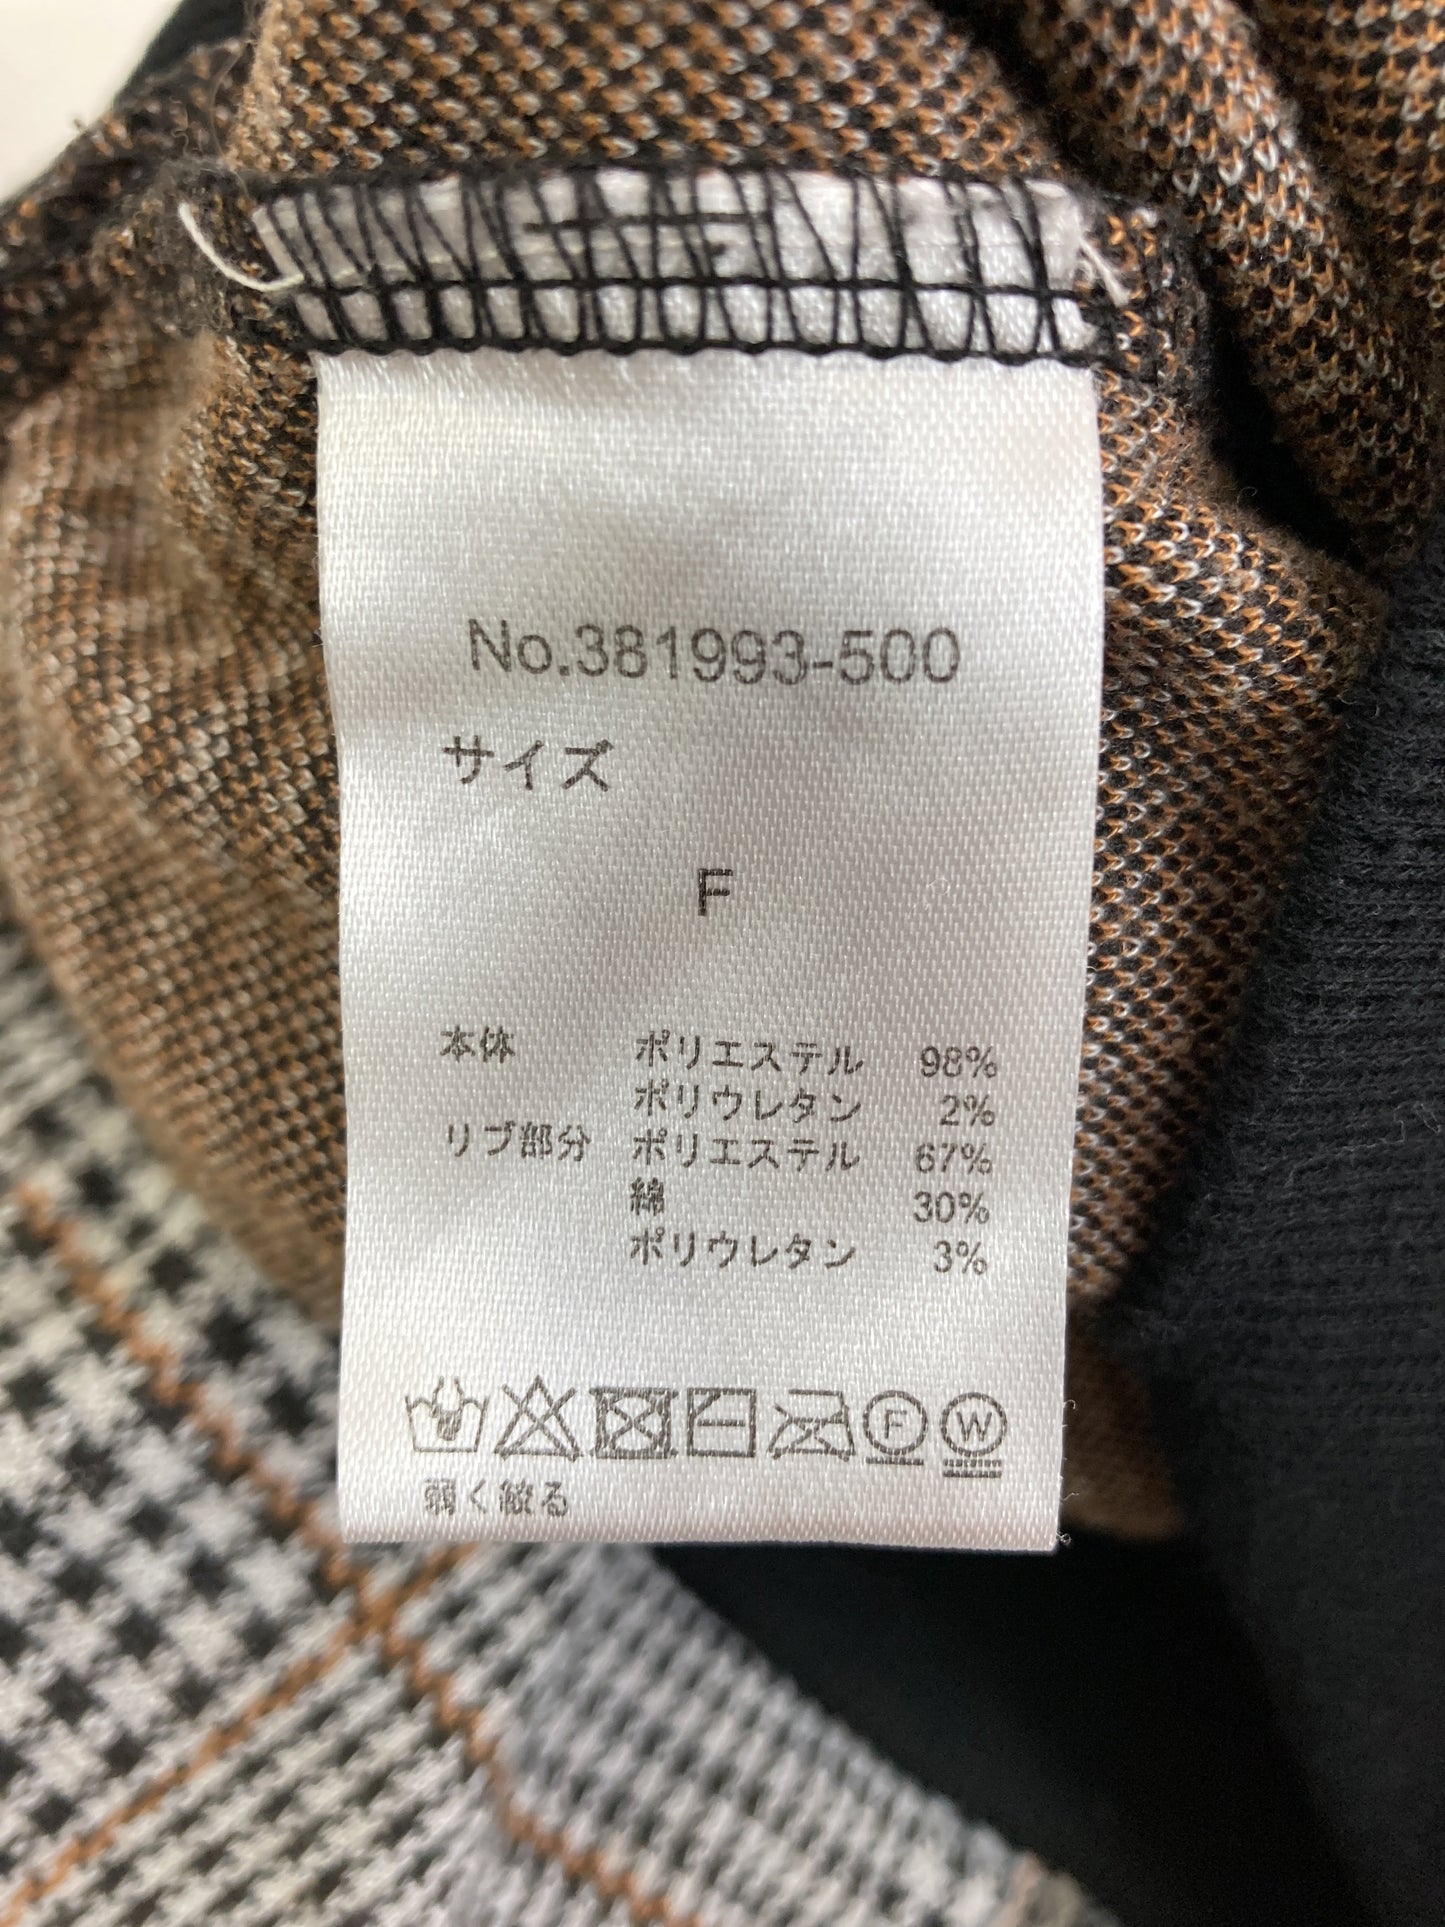 No.381993-500
サイズ
F
本体 ポリエステル 98%
ポリウレタン 2%
リブ部分 ポリエステル 67%
綿 30%
ポリウレタン 3%
F W
弱く絞る